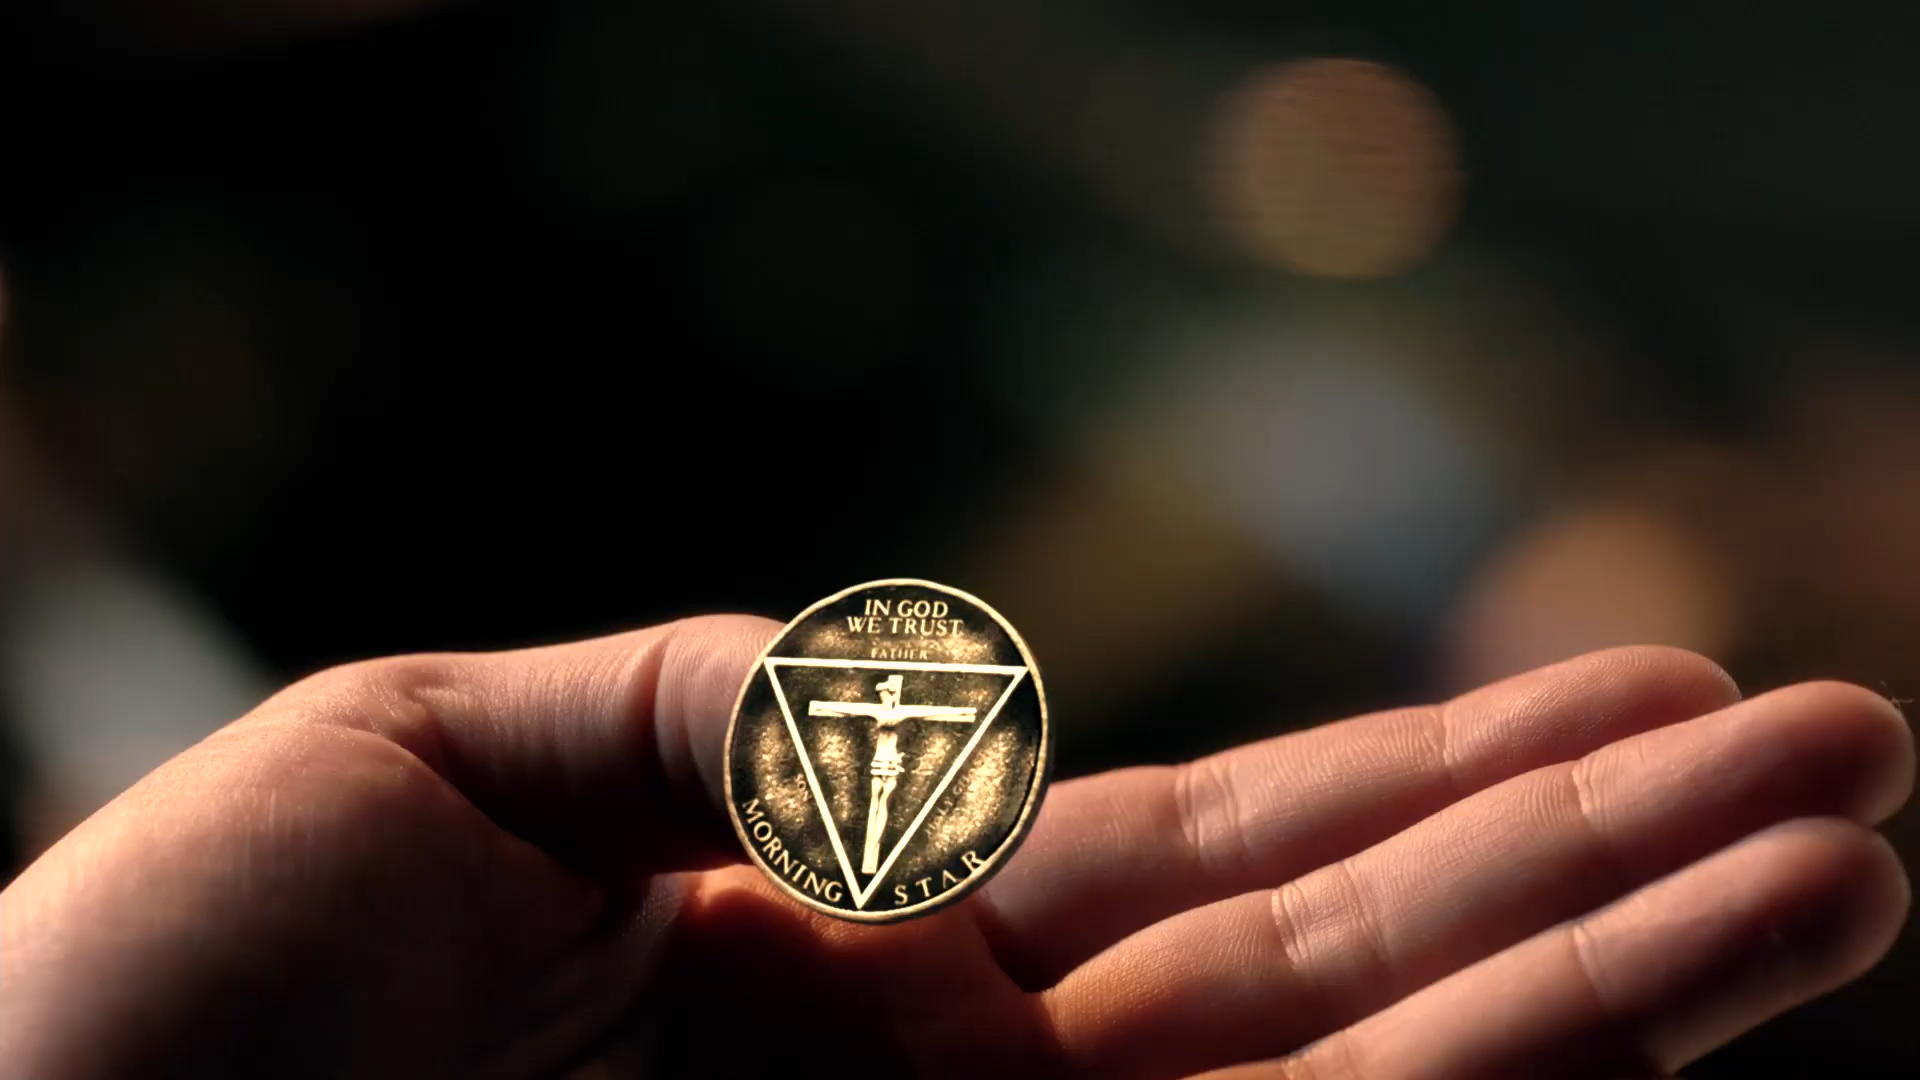 IN GOD
WE TRUST
FATHER
SON
MORNING STAR